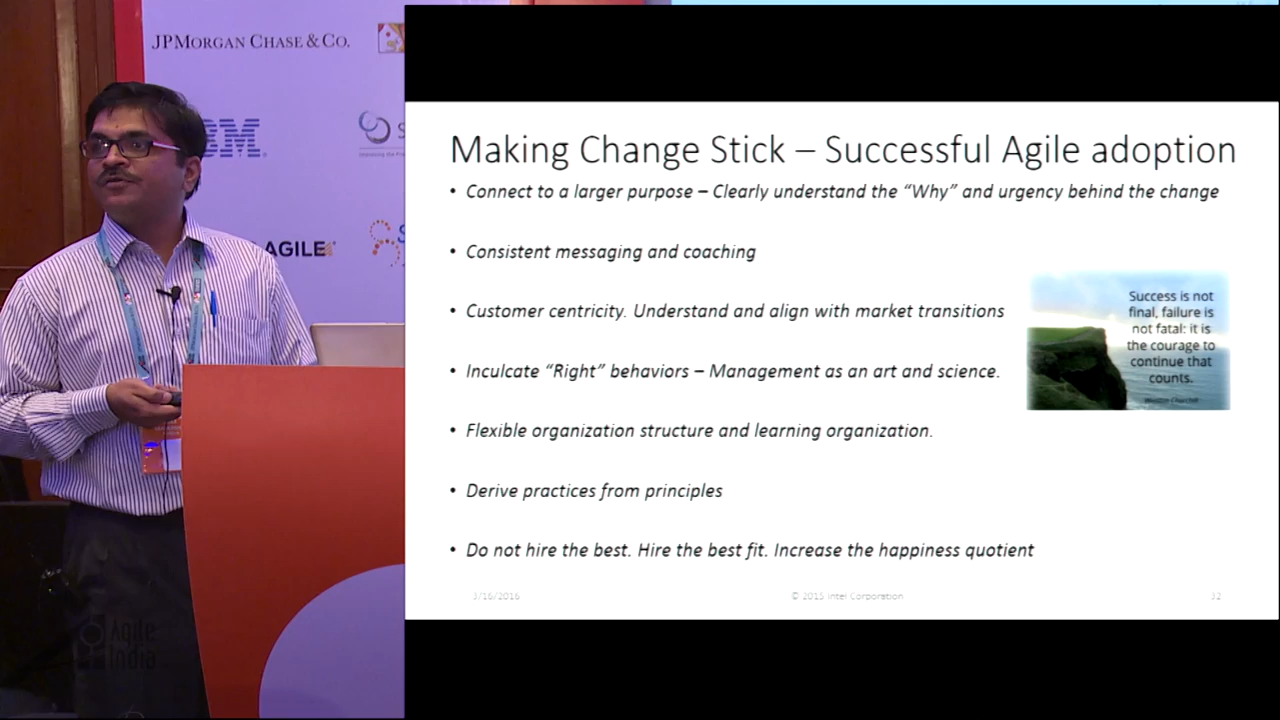 JPMORGAN CHASE & CO.
IBM
AGILE
Making Change Stick – Successful Agile adoption
• Connect to a larger purpose – Clearly understand the “Why” and urgency behind the change
• Consistent messaging and coaching
• Customer centricity. Understand and align with market transitions
• Inculcate “Right” behaviors – Management as an art and science.
• Flexible organization structure and learning organization.
• Derive practices from principles
• Do not hire the best. Hire the best fit. Increase the happiness quotient
Success is not
final, failure is
not fatal: it is
the courage to
continue that
counts.
Winston Churchill
3/16/2016
© 2015 Intel Corporation
32
Agile
India